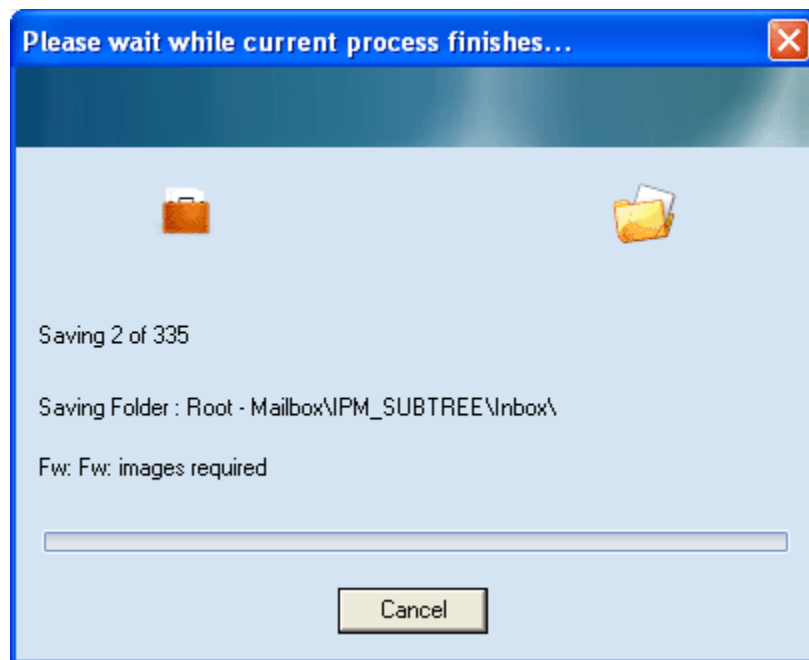 Please wait while current process finishes...
Saving 2 of 335
Saving Folder : Root - Mailbox\IPM_SUBTREE\Inbox\
Fw: Fw: images required
Cancel